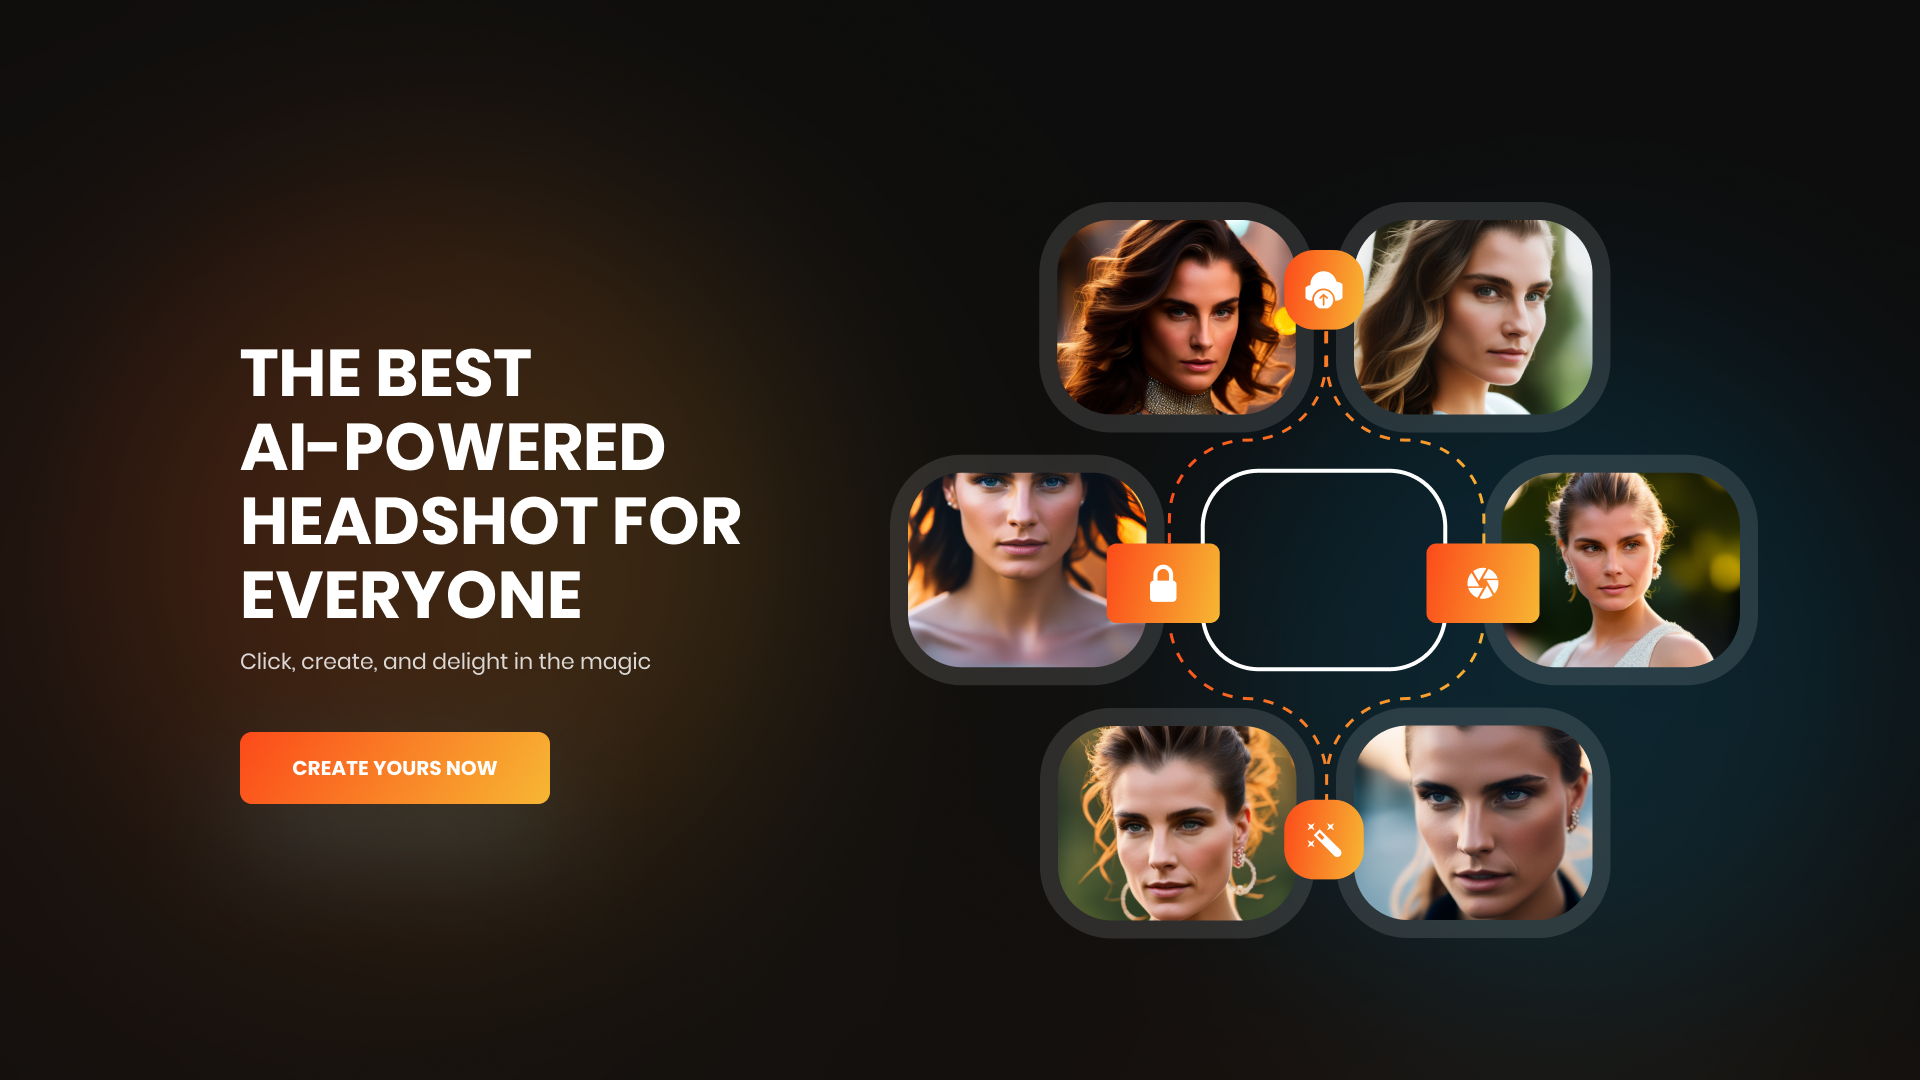 THE BEST
AI-POWERED
HEADSHOT FOR
EVERYONE
Click, create, and delight in the magic
CREATE YOURS NOW